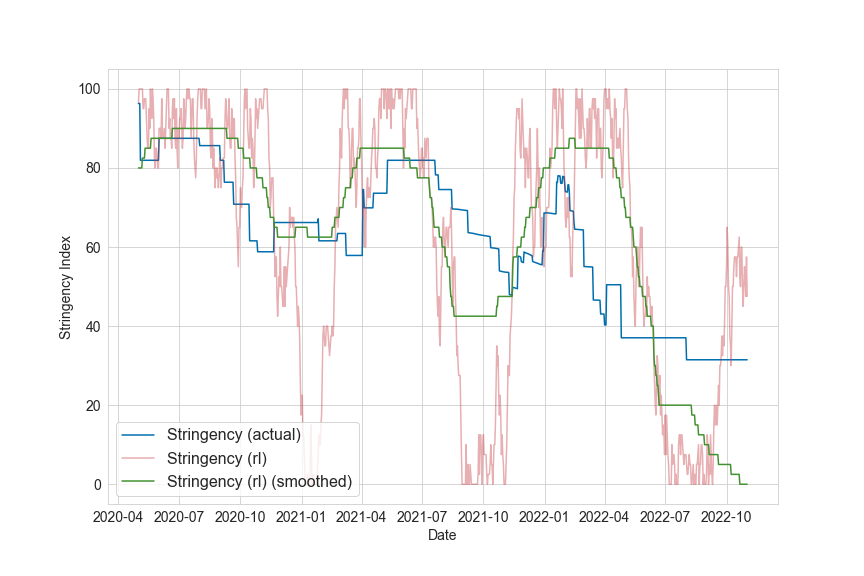 100
80
60
40
20
0
Stringency Index
Stringency (actual)
Stringency (rl)
Stringency (rl) (smoothed)
2020-04 2020-07 2020-10 2021-01 2021-04 2021-07 2021-10 2022-01 2022-04 2022-07 2022-10
Date